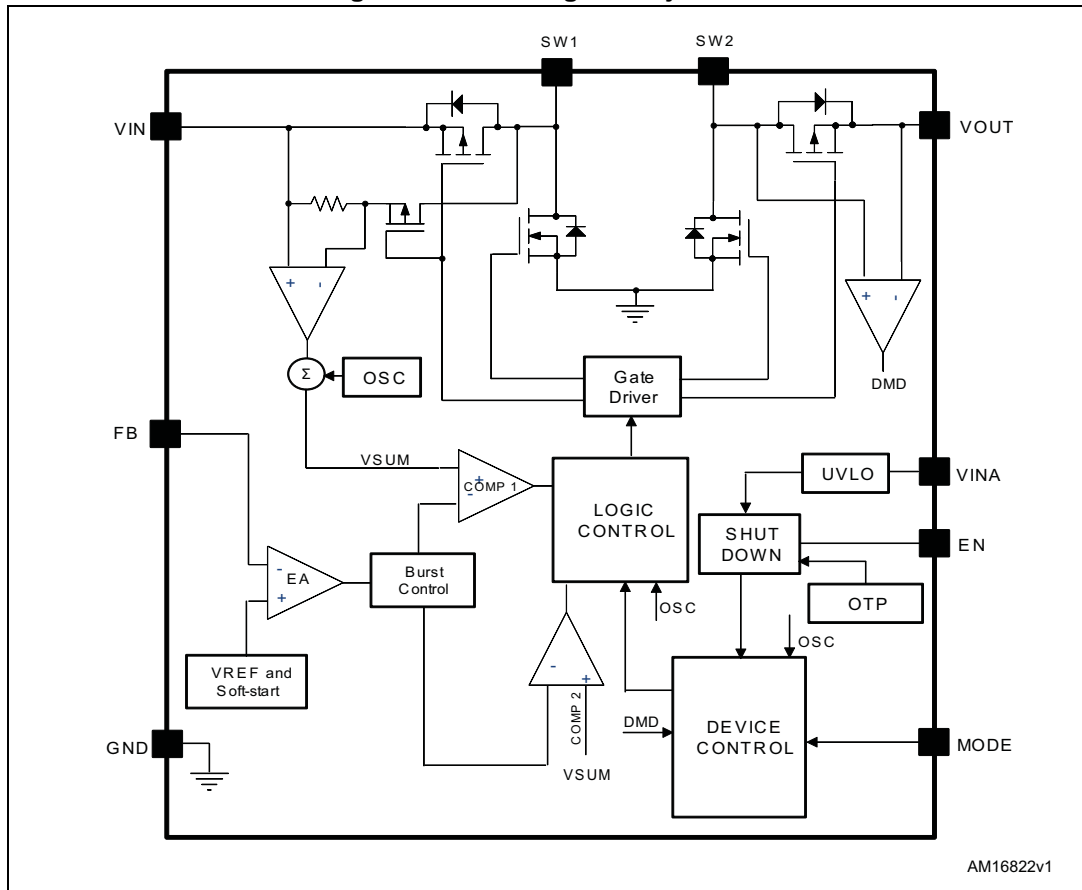 SW1
SW2
VIN
VOUT
+ -
+ -
DMD
Σ
OSC
Gate
Driver
FB
VSUM
COMP 1
+
-
LOGIC
CONTROL
UVLO
VINA
SHUT
DOWN
EN
OTP
-
EA
+
Burst
Control
OSC
OSC
VREF and
Soft-start
- +
COMP 2
VSUM
DMD
DEVICE
CONTROL
GND
MODE
AM16822v1